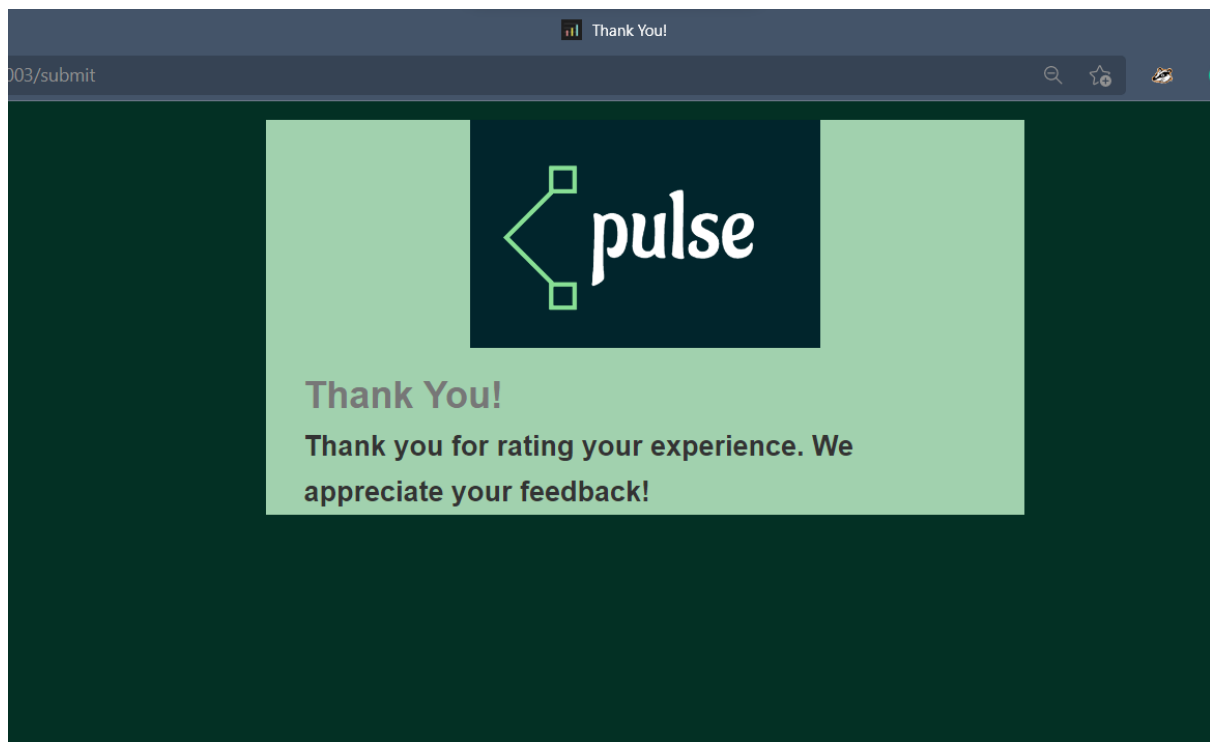 Thank You!
003/submit
pulse
Thank You!
Thank you for rating your experience. We
appreciate your feedback!